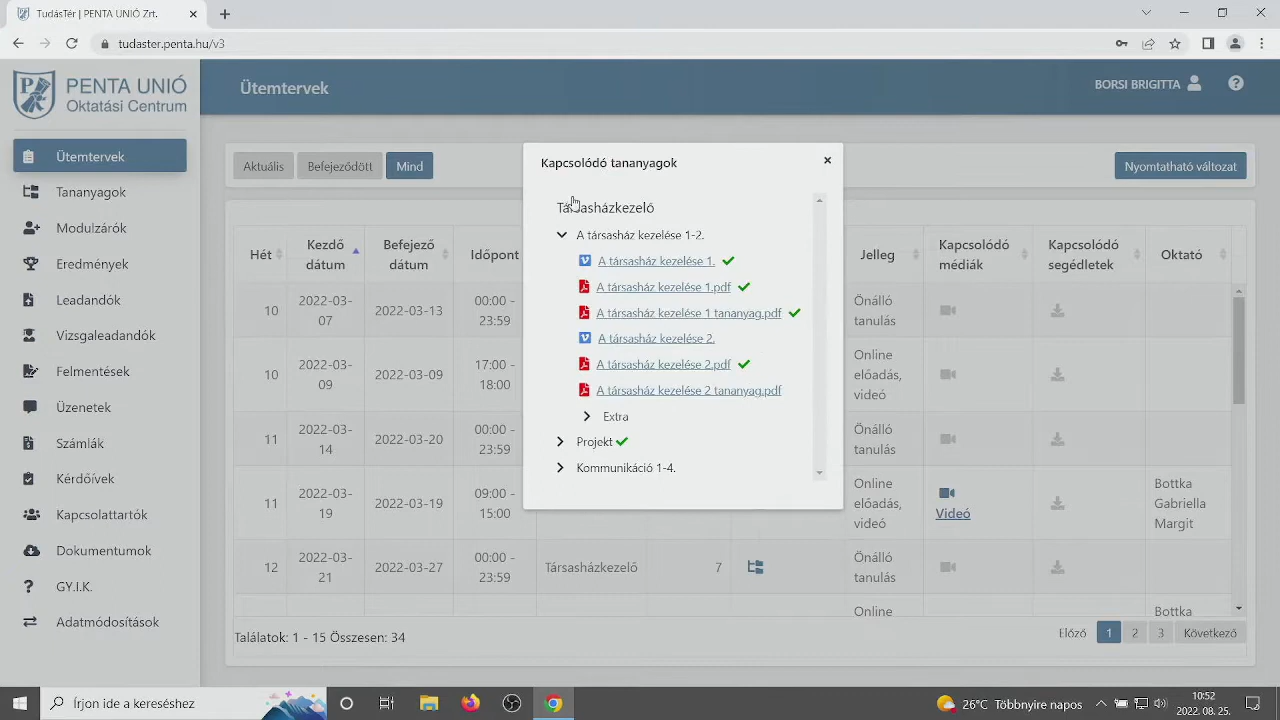 TudásTér | PENTA UNIÓ Zrt.
tudaster.penta.hu/v3
PENTA UNIÓ
Oktatási Centrum
Ütemtervek
BORSI BRIGITTA
Ütemtervek
Tananyagok
Modulzárók
Eredmények
Leadandók
Vizsgaleadandók
Felmentések
Üzenetek
Számlák
Kérdőívek
Kapcsolattartók
Dokumentumok
GY.I.K.
Adatmódosítások
Aktuális
Befejeződött
Mind
Nyomtatható változat
Kapcsolódó tananyagok
Társasházkezelő
A társasház kezelése 1-2.
A társasház kezelése 1.
A társasház kezelése 1.pdf
A társasház kezelése 1 tananyag.pdf
A társasház kezelése 2.
A társasház kezelése 2.pdf
A társasház kezelése 2 tananyag.pdf
Extra
Projekt
Kommunikáció 1-4.
Hét
Kezdő dátum
Befejező dátum
Időpont
Jelleg
Kapcsolódó médiák
Kapcsolódó segédletek
Oktató
10 2022-03-07 2022-03-13 00:00 - 23:59 Önálló tanulás
10 2022-03-09 2022-03-09 17:00 - 18:00 Online előadás, videó
11 2022-03-14 2022-03-20 00:00 - 23:59 Önálló tanulás
11 2022-03-19 2022-03-19 09:00 - 15:00 Online előadás, videó Videó Bottka Gabriella Margit
12 2022-03-21 2022-03-27 00:00 - 23:59 Társasházkezelő 7 Önálló tanulás
Online Bottka
Találatok: 1 - 15 Összesen: 34
Előző 1 2 3 Következő
Írjon ide a kereséshez
26°C Többnyire napos
10:52
2022. 08. 25.